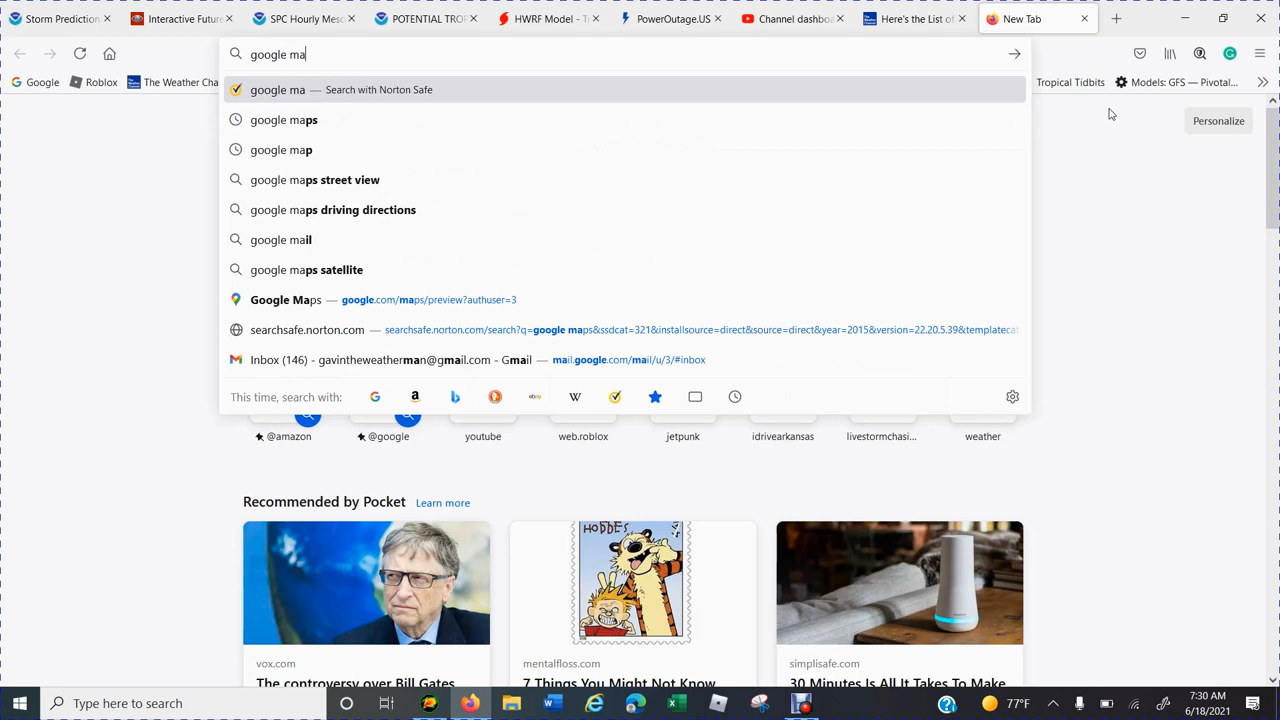 Storm Prediction
Interactive Future
SPC Hourly Meso
POTENTIAL TROP
HWRF Model - T
PowerOutage.US
Channel dashbo
Here's the List of
New Tab
google ma
Google
Roblox
The Weather Cha
Tropical Tidbits
Models: GFS — Pivotal...
google ma — Search with Norton Safe
Personalize
google maps
google map
google maps street view
google maps driving directions
google mail
google maps satellite
Google Maps — google.com/maps/preview?authuser=3
searchsafe.norton.com — searchsafe.norton.com/search?q=google maps&ssdcat=321&installsource=direct&source=direct&year=2015&version=22.20.5.39&templatecat
Inbox (146) - gavintheweatherman@gmail.com - Gmail — mail.google.com/mail/u/3/#inbox
This time, search with:
@amazon
@google
youtube
web.roblox
jetpunk
idrivearkansas
livestormchasi...
weather
Recommended by Pocket
Learn more
HOBBES
vox.com
mentalfloss.com
simplisafe.com
The controversy over Bill Gates
7 Things You Might Not Know
30 Minutes Is All It Takes To Make
Type here to search
77°F
7:30 AM
6/18/2021